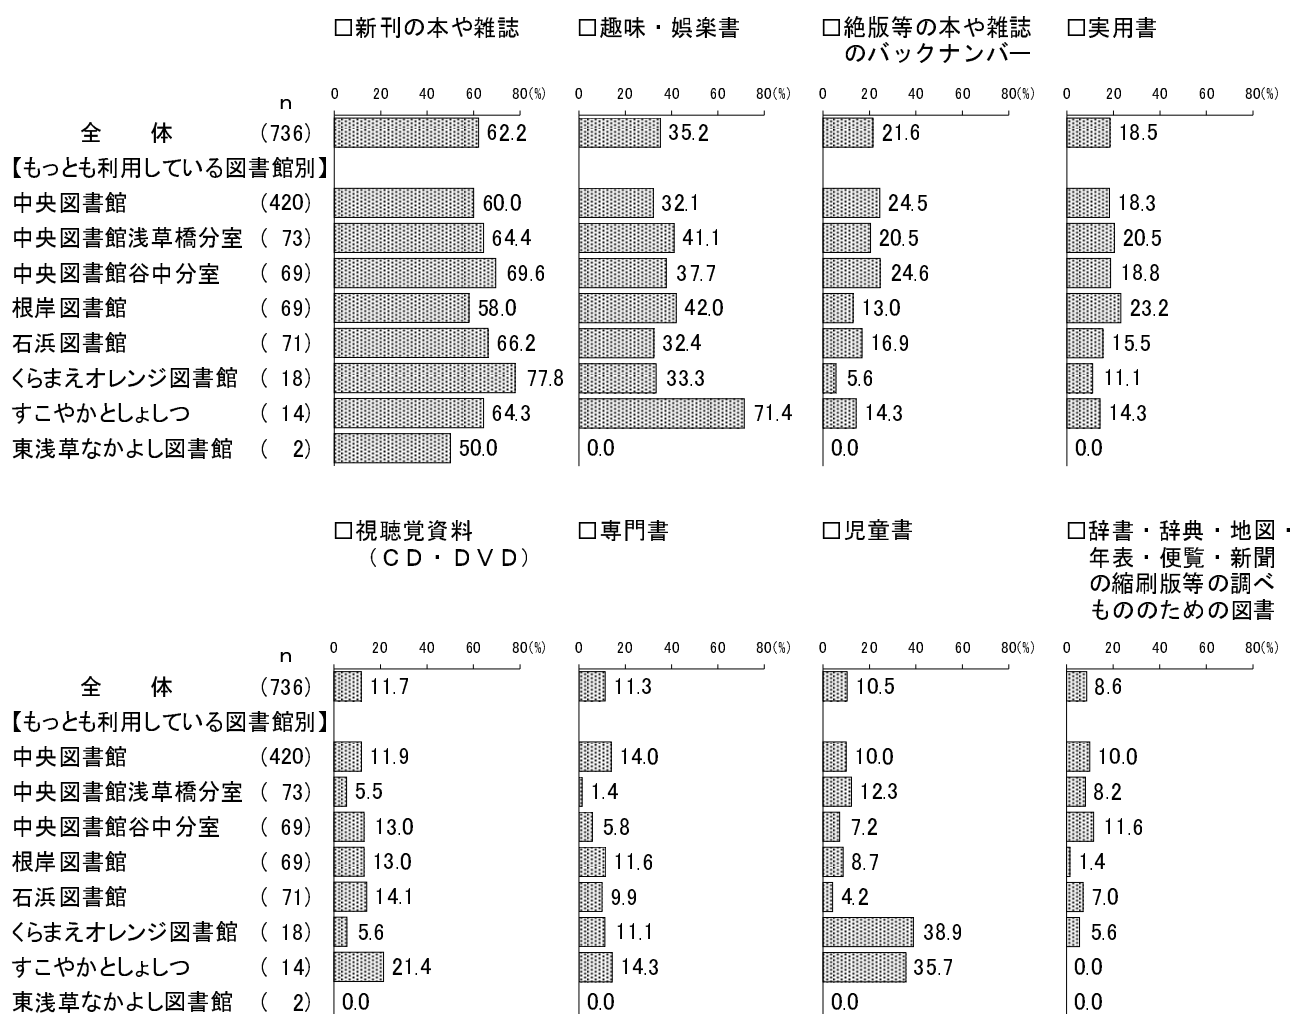 □新刊の本や雑誌 □趣味・娯楽書 □絶版等の本や雑誌 □実用書
のバックナンバー
n 0 20 40 60 80(%) 0 20 40 60 80(%) 0 20 40 60 80(%) 0 20 40 60 80(%)
全 体 (736) 62.2 35.2 21.6 18.5
【もっとも利用している図書館別】
中央図書館 (420) 60.0 32.1 24.5 18.3
中央図書館浅草橋分室 ( 73) 64.4 41.1 20.5 20.5
中央図書館谷中分室 ( 69) 69.6 37.7 24.6 18.8
根岸図書館 ( 69) 58.0 42.0 13.0 23.2
石浜図書館 ( 71) 66.2 32.4 16.9 15.5
くらまえオレンジ図書館 ( 18) 77.8 33.3 5.6 11.1
すこやかとしょしつ ( 14) 64.3 71.4 14.3 14.3
東浅草なかよし図書館 ( 2) 50.0 0.0 0.0 0.0
□視聴覚資料 □専門書 □児童書 □辞書・辞典・地図・
(CD・DVD) 年表・便覧・新聞
の縮刷版等の調べ
もののための図書
n 0 20 40 60 80(%) 0 20 40 60 80(%) 0 20 40 60 80(%) 0 20 40 60 80(%)
全 体 (736) 11.7 11.3 10.5 8.6
【もっとも利用している図書館別】
中央図書館 (420) 11.9 14.0 10.0 10.0
中央図書館浅草橋分室 ( 73) 5.5 1.4 12.3 8.2
中央図書館谷中分室 ( 69) 13.0 5.8 7.2 11.6
根岸図書館 ( 69) 13.0 11.6 8.7 1.4
石浜図書館 ( 71) 14.1 9.9 4.2 7.0
くらまえオレンジ図書館 ( 18) 5.6 11.1 38.9 5.6
すこやかとしょしつ ( 14) 21.4 14.3 35.7 0.0
東浅草なかよし図書館 ( 2) 0.0 0.0 0.0 0.0